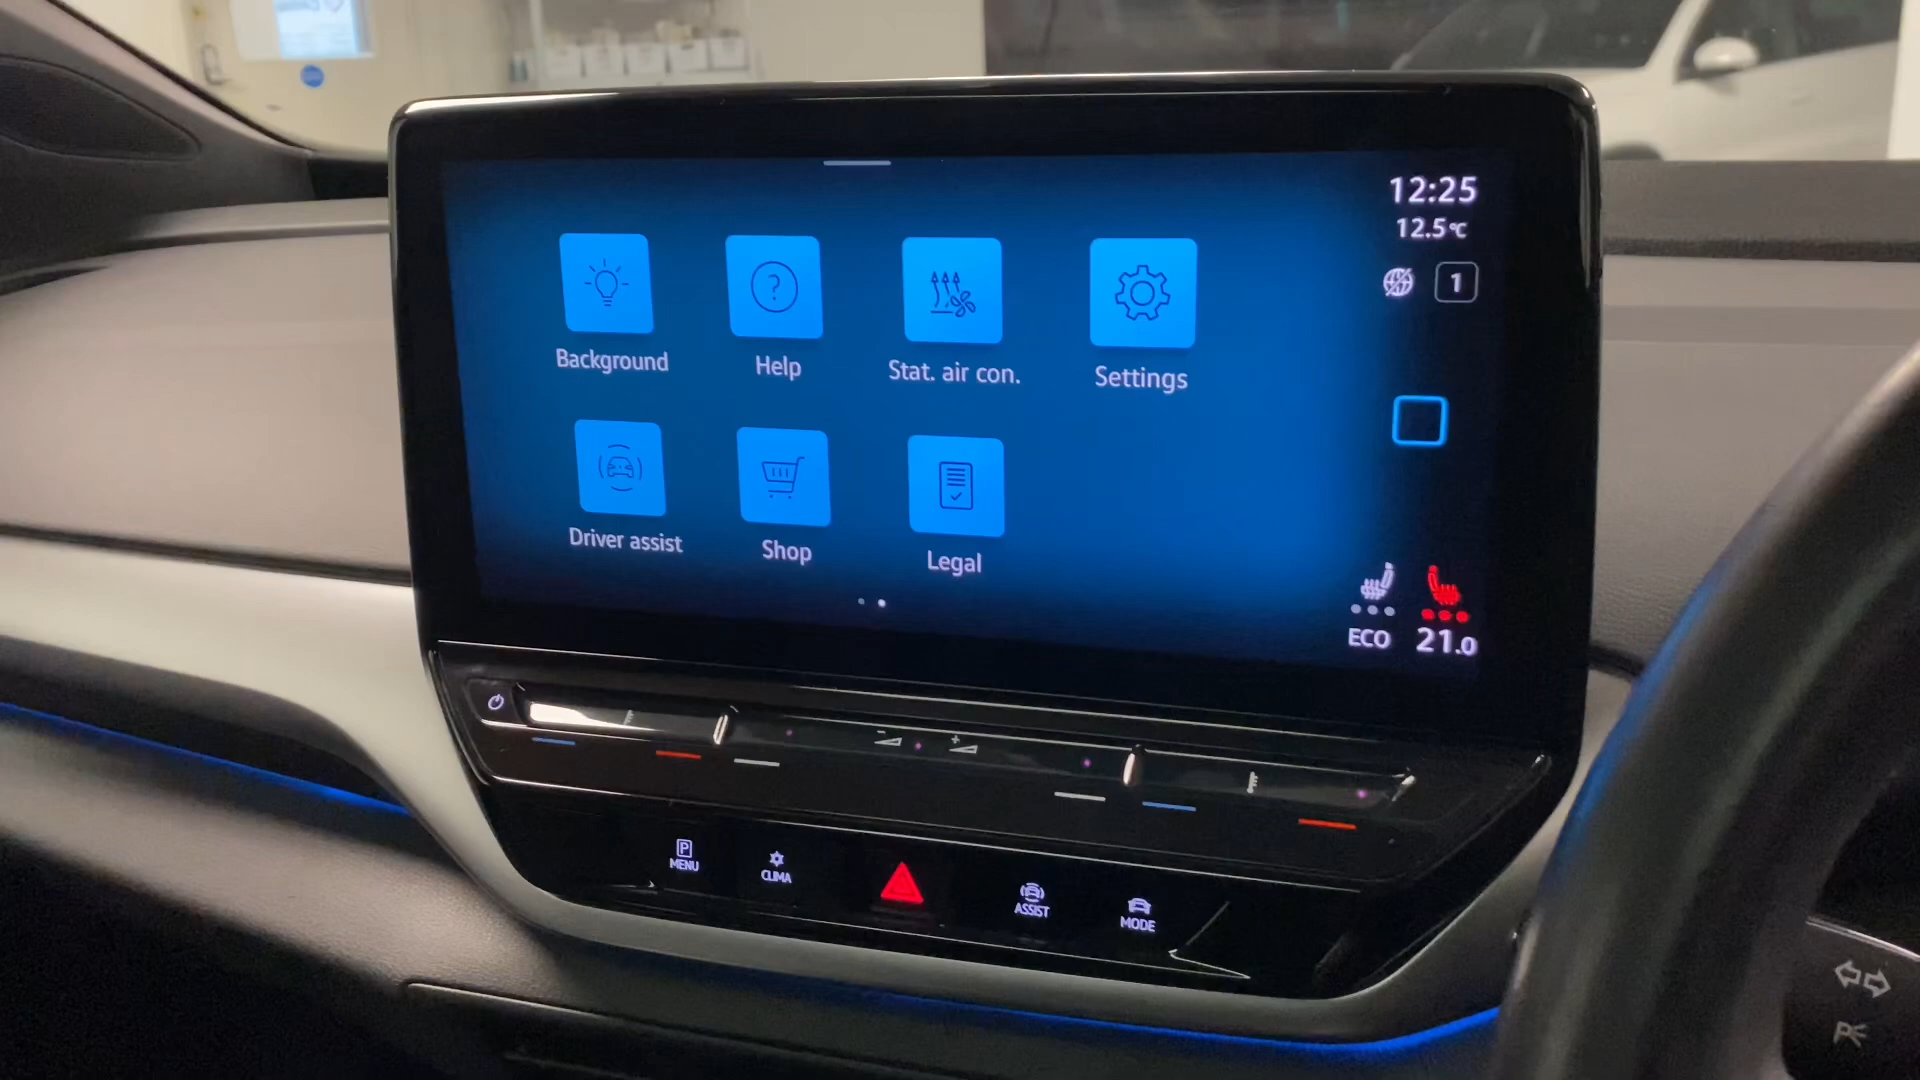 12:25
12.5°C
1
Background
Help
Stat. air con.
Settings
Driver assist
Shop
Legal
ECO
21.0
P
MENU
CLIMA
ASSIST
MODE